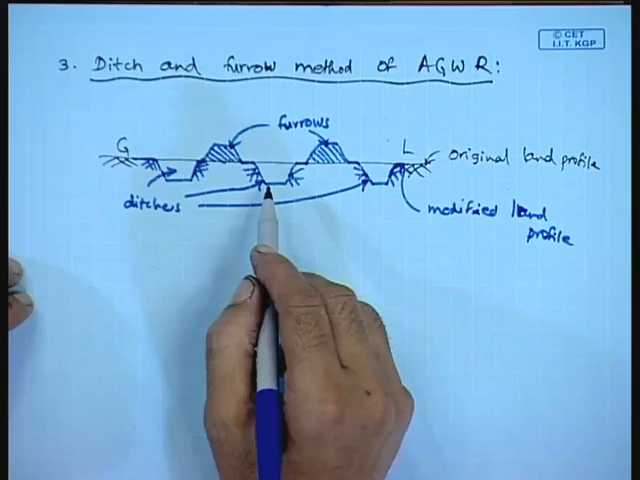 © CET
I.I.T. KGP
3. Ditch and furrow method of AGWR:
furrows
G L
original land profile
ditches
modified land
profile